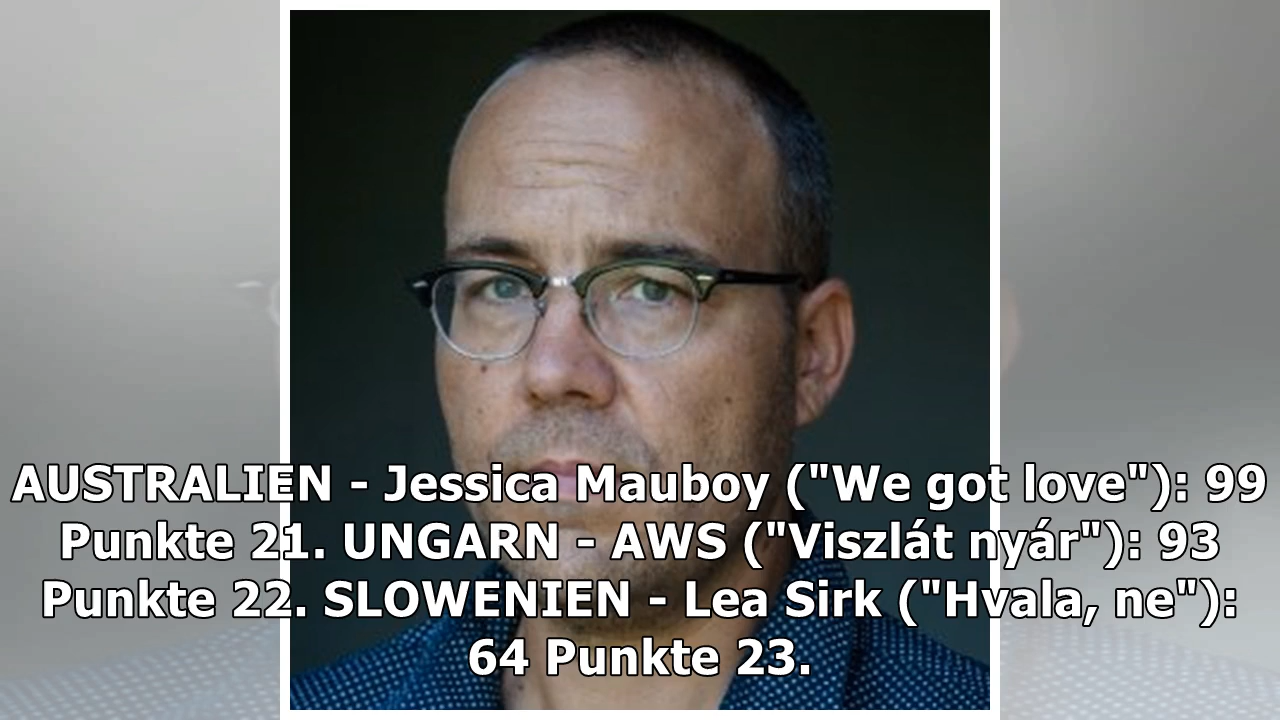 AUSTRALIEN - Jessica Mauboy ("We got love"): 99
Punkte 21. UNGARN - AWS ("Viszlát nyár"): 93
Punkte 22. SLOWENIEN - Lea Sirk ("Hvala, ne"):
64 Punkte 23.